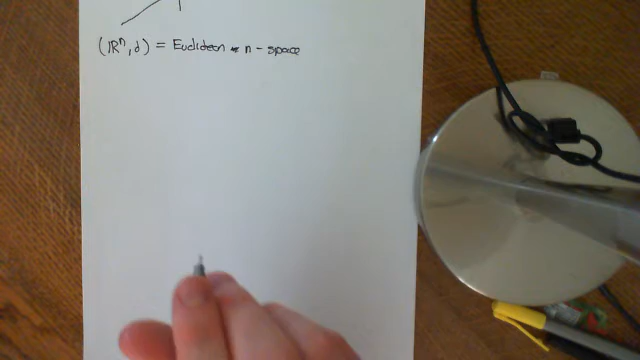 (ℝⁿ, d) = Euclidean n-space